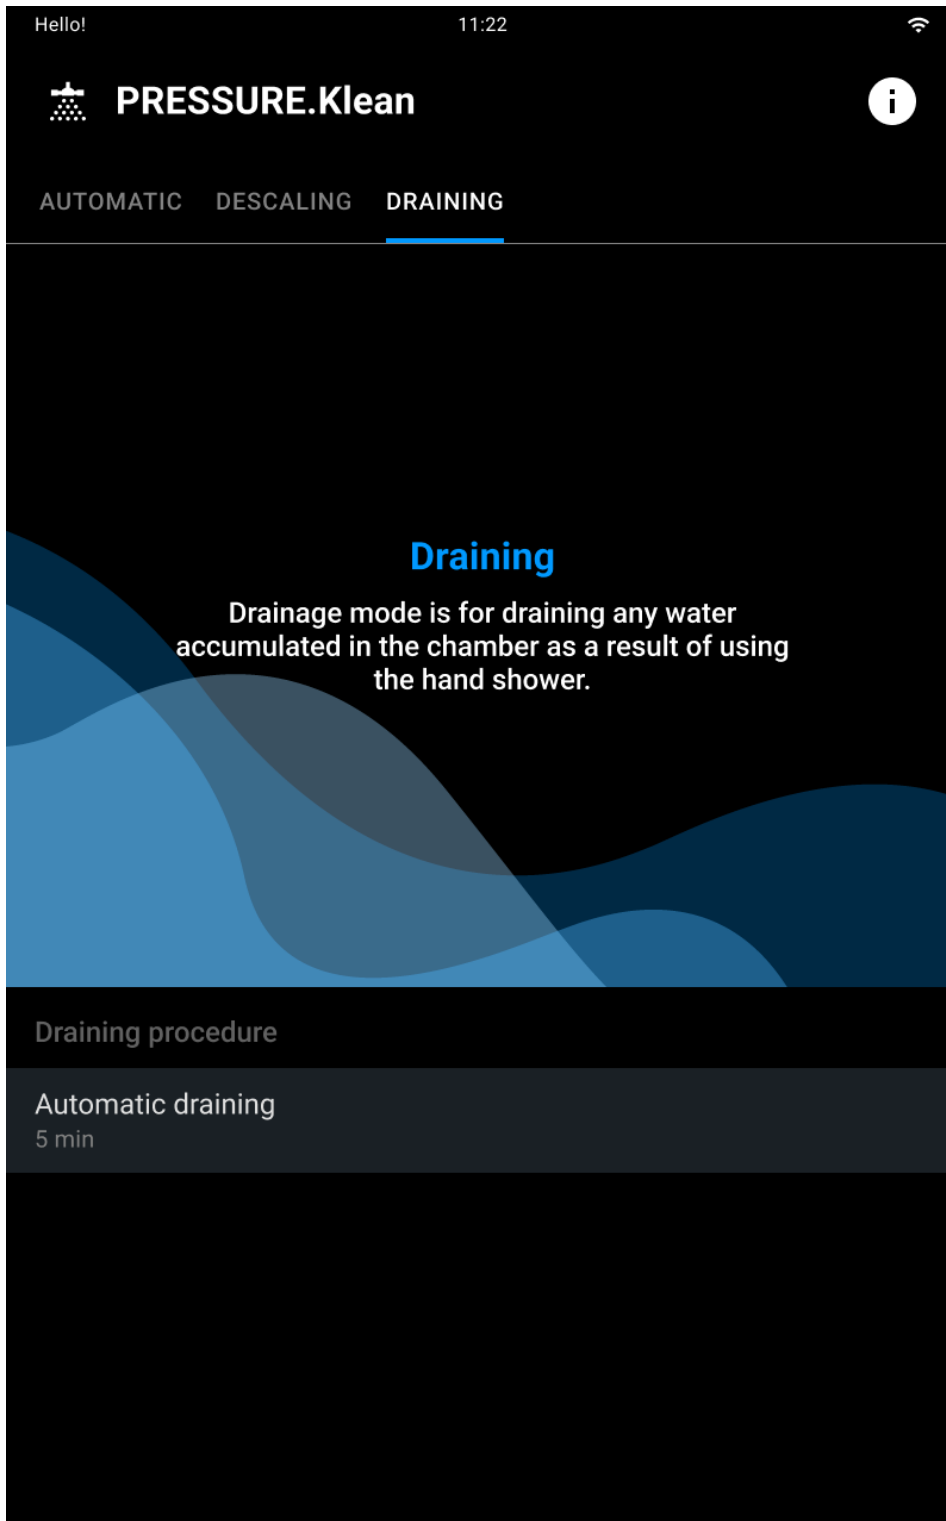 Hello!
11:22
PRESSURE.Klean
AUTOMATIC
DESCALING
DRAINING
Draining
Drainage mode is for draining any water
accumulated in the chamber as a result of using
the hand shower.
Draining procedure
Automatic draining
5 min